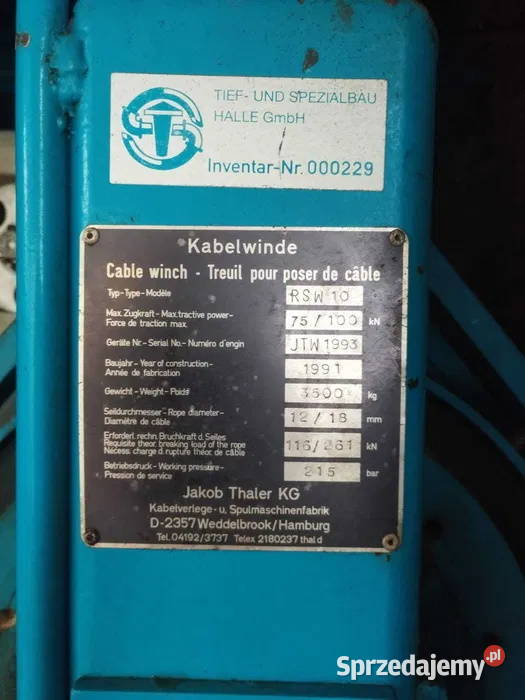 TIEF- UND SPEZIALBAU
HALLE GmbH
Inventar-Nr. 000229
Kabelwinde
Cable winch - Treuil pour poser de câble
Typ-Type-Modèle RSW 10
Max. Zugkraft - Max. tractive power-
Force de traction max. 75/100 kN
Geräte Nr.- Serial No.- Numéro d'engin JTW1993
Baujahr - Year of construction-
Année de fabrication 1991
Gewicht - Weight - Poids 3500 kg
Seildurchmesser - Rope diameter-
Diamètre de câble 12/18 mm
Erforderl. rechn. Bruchkraft d. Seiles
Requisite theor. breaking load of the rope
Nécess. charge d. rupture théor. de câble 116/261 kN
Betriebsdruck - Working pressure-
Pression de service 215 bar
Jakob Thaler KG
Kabelverlege- u. Spulmaschinenfabrik
D-2357 Weddelbrook/Hamburg
Tel. 04192/3737 Telex 2180237 thal d
Sprzedajemy.pl